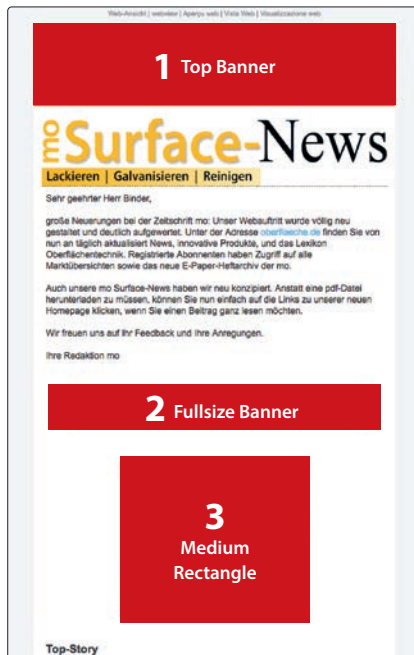 Web-Ansicht | webview | Aperçu web | Vista Web | Visualizzazione web
1 Top Banner
mo Surface-News
Lackieren | Galvanisieren | Reinigen
Sehr geehrter Herr Binder,
große Neuerungen bei der Zeitschrift mo: Unser Webauftritt wurde völlig neu
gestaltet und deutlich aufgewertet. Unter der Adresse oberflaeche.de finden Sie von
nun an täglich aktualisiert News, innovative Produkte, und das Lexikon
Oberflächentechnik. Registrierte Abonnenten haben Zugriff auf alle
Marktübersichten sowie das neue E-Paper-Heftarchiv der mo.
Auch unsere mo Surface-News haben wir neu konzipiert. Anstatt eine pdf-Datei
herunterladen zu müssen, können Sie nun einfach auf die Links zu unserer neuen
Homepage klicken, wenn Sie einen Beitrag ganz lesen möchten.
Wir freuen uns auf Ihr Feedback und Ihre Anregungen.
Ihre Redaktion mo
2 Fullsize Banner
3
Medium
Rectangle
Top-Story